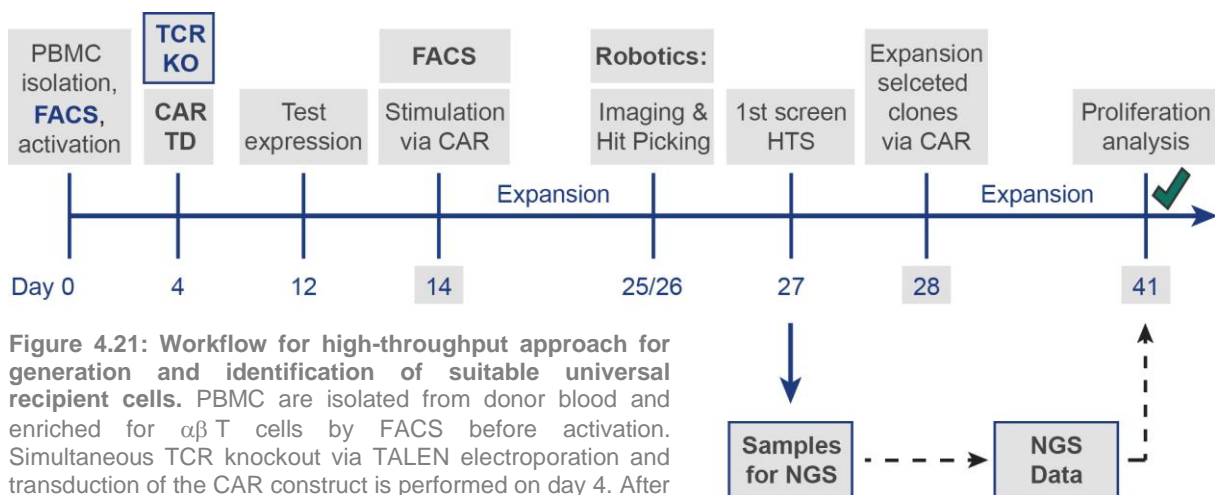 PBMC
isolation,
FACS,
activation
TCR
KO
CAR
TD
Test
expression
FACS
Stimulation
via CAR
Robotics:
Imaging &
Hit Picking
1st screen
HTS
Expansion
selceted
clones
via CAR
Proliferation
analysis
Expansion
Expansion
Day 0
4
12
14
25/26
27
28
41
Figure 4.21: Workflow for high-throughput approach for
generation and identification of suitable universal
recipient cells. PBMC are isolated from donor blood and
enriched for αβ T cells by FACS before activation.
Simultaneous TCR knockout via TALEN electroporation and
transduction of the CAR construct is performed on day 4. After
Samples
for NGS
NGS
Data